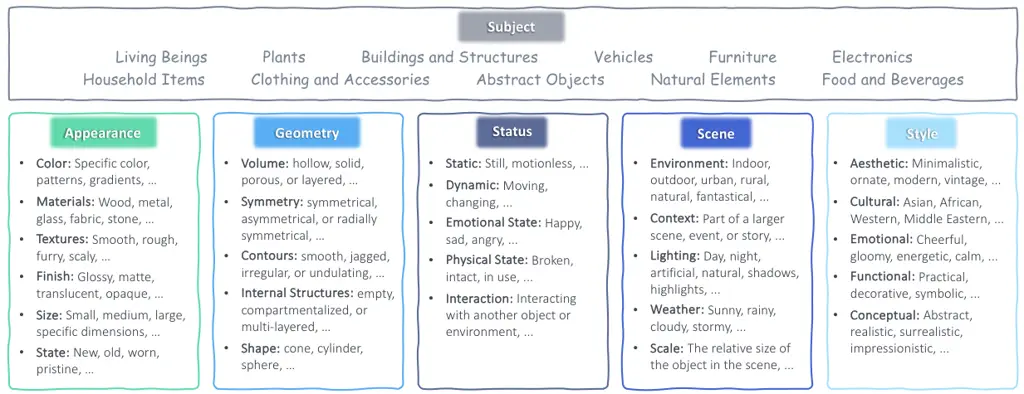 Subject
Living Beings Plants Buildings and Structures Vehicles Furniture Electronics
Household Items Clothing and Accessories Abstract Objects Natural Elements Food and Beverages
Appearance
• Color: Specific color,
patterns, gradients, ...
• Materials: Wood, metal,
glass, fabric, stone, ...
• Textures: Smooth, rough,
furry, scaly, ...
• Finish: Glossy, matte,
translucent, opaque, ...
• Size: Small, medium, large,
specific dimensions, ...
• State: New, old, worn,
pristine, ...
Geometry
• Volume: hollow, solid,
porous, or layered, ...
• Symmetry: symmetrical,
asymmetrical, or radially
symmetrical, ...
• Contours: smooth, jagged,
irregular, or undulating, ...
• Internal Structures: empty,
compartmentalized, or
multi-layered, ...
• Shape: cone, cylinder,
sphere, ...
Status
• Static: Still, motionless, ...
• Dynamic: Moving,
changing, ...
• Emotional State: Happy,
sad, angry, ...
• Physical State: Broken,
intact, in use, ...
• Interaction: Interacting
with another object or
environment, ...
Scene
• Environment: Indoor,
outdoor, urban, rural,
natural, fantastical, ...
• Context: Part of a larger
scene, event, or story, ...
• Lighting: Day, night,
artificial, natural, shadows,
highlights, ...
• Weather: Sunny, rainy,
cloudy, stormy, ...
• Scale: The relative size of
the object in the scene, ...
Style
• Aesthetic: Minimalistic,
ornate, modern, vintage, ...
• Cultural: Asian, African,
Western, Middle Eastern, ...
• Emotional: Cheerful,
gloomy, energetic, calm, ...
• Functional: Practical,
decorative, symbolic, ...
• Conceptual: Abstract,
realistic, surrealistic,
impressionistic, ...